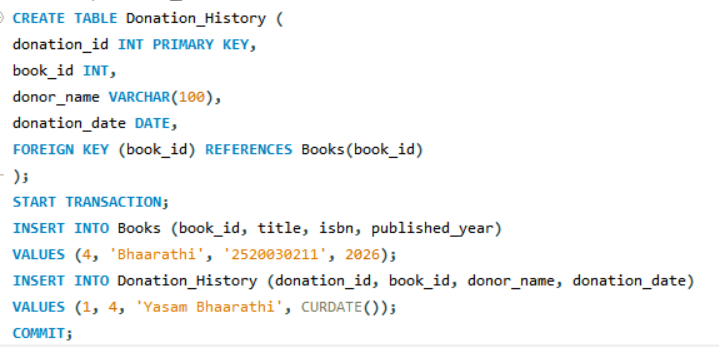 CREATE TABLE Donation_History (
donation_id INT PRIMARY KEY,
book_id INT,
donor_name VARCHAR(100),
donation_date DATE,
FOREIGN KEY (book_id) REFERENCES Books(book_id)
);
START TRANSACTION;
INSERT INTO Books (book_id, title, isbn, published_year)
VALUES (4, 'Bhaarathi', '2520030211', 2026);
INSERT INTO Donation_History (donation_id, book_id, donor_name, donation_date)
VALUES (1, 4, 'Yasam Bhaarathi', CURDATE());
COMMIT;